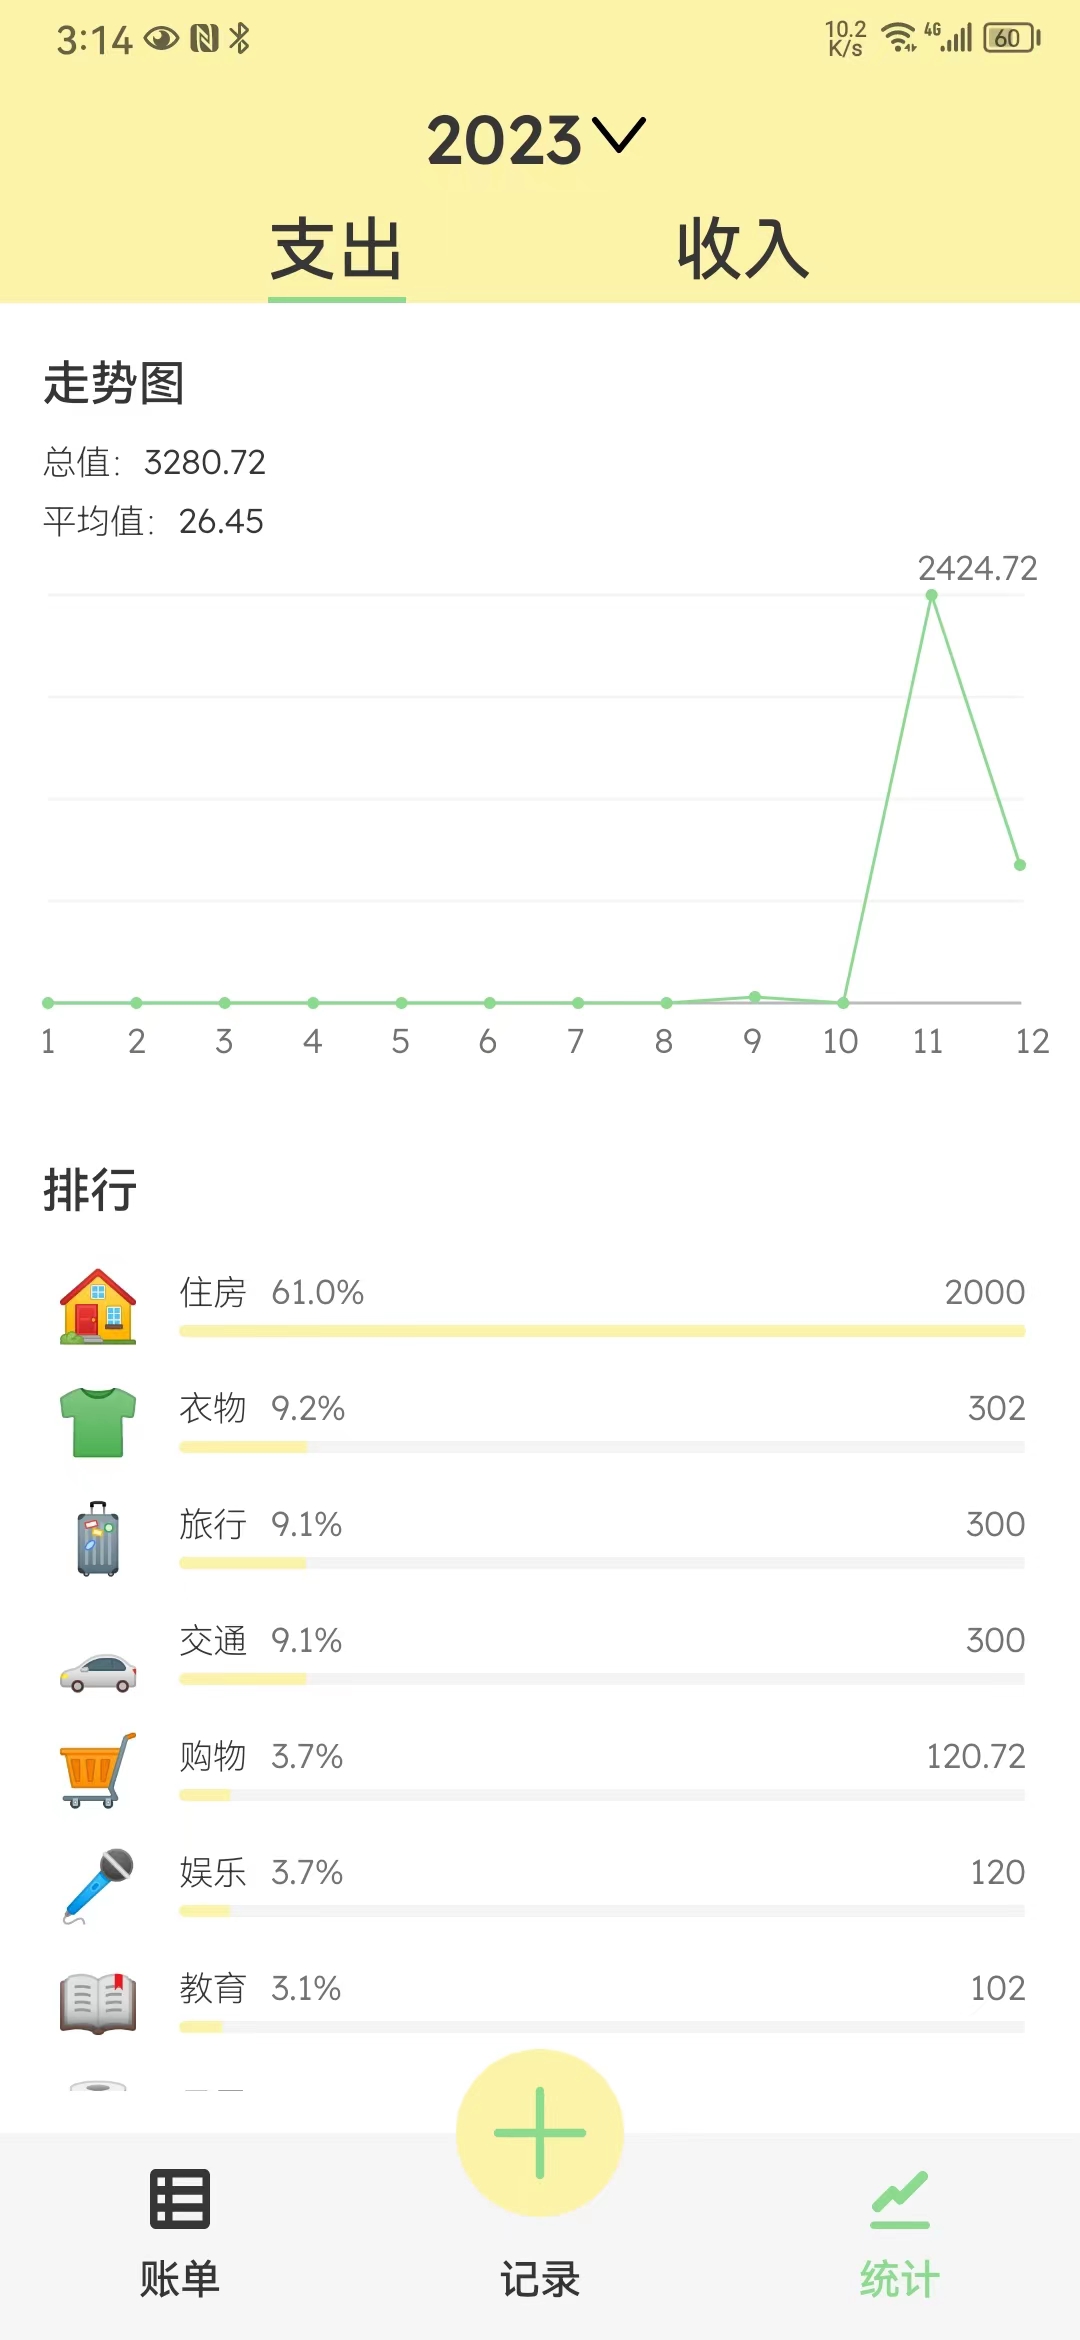 3:14
10.2 K/s 4G 60
2023
支出 收入
走势图
总值: 3280.72
平均值: 26.45
2424.72
1 2 3 4 5 6 7 8 9 10 11 12
排行
住房 61.0% 2000
衣物 9.2% 302
旅行 9.1% 300
交通 9.1% 300
购物 3.7% 120.72
娱乐 3.7% 120
教育 3.1% 102
账单 记录 统计